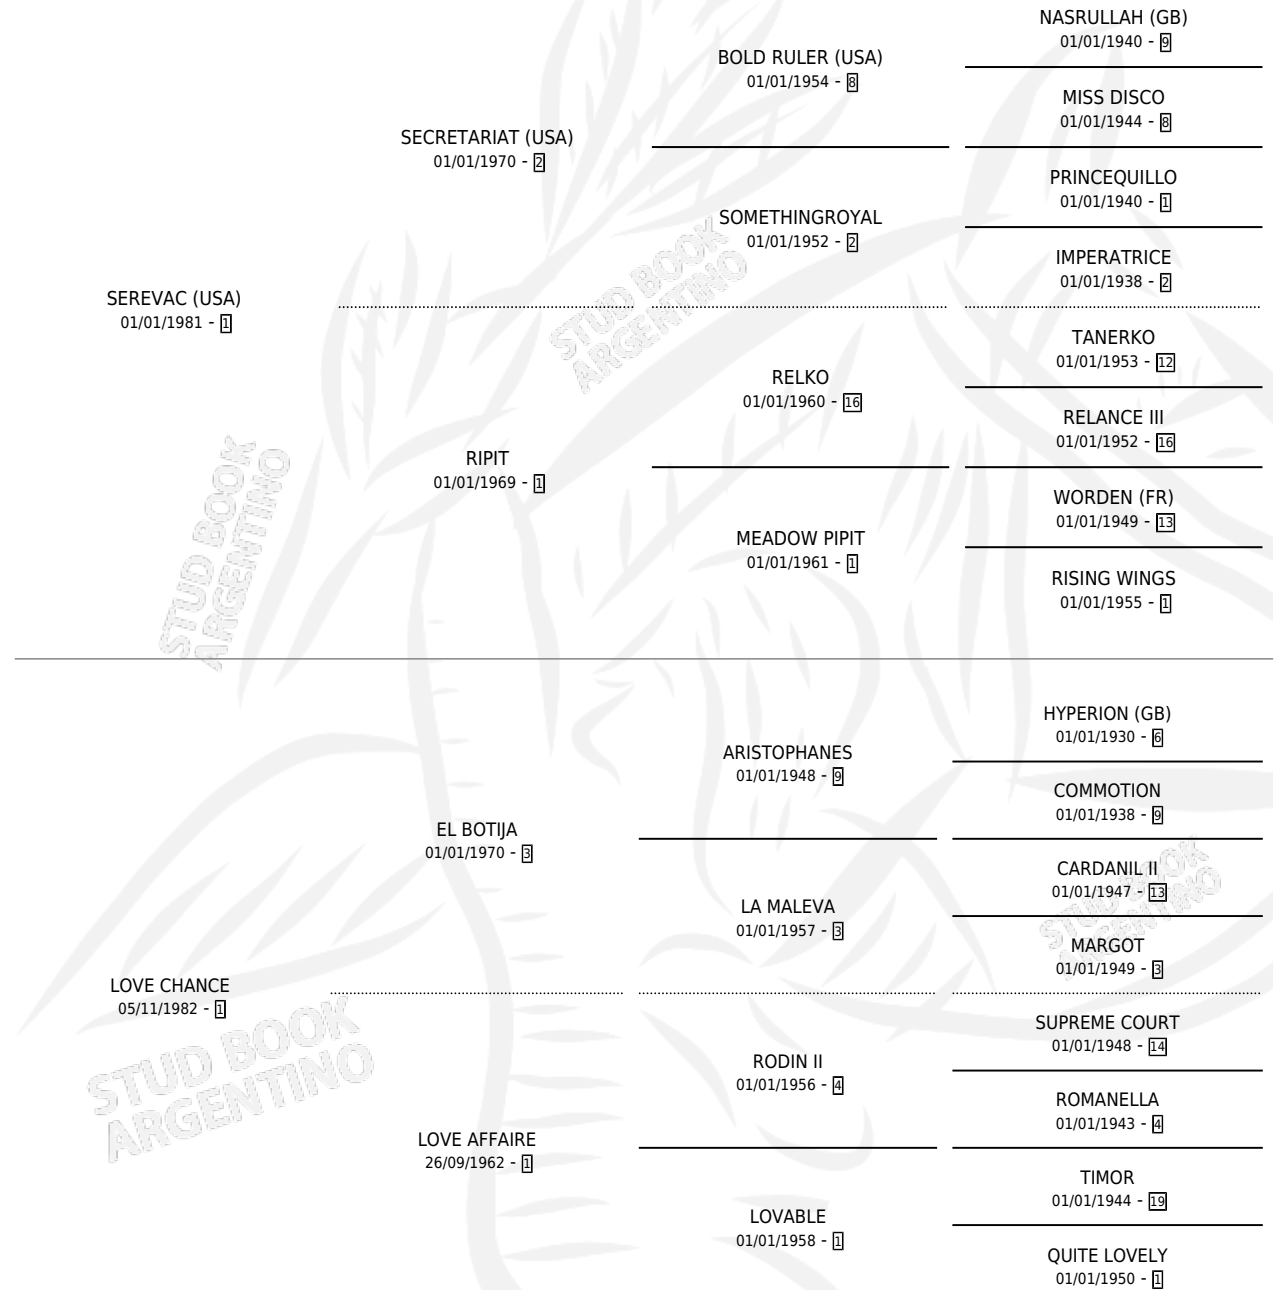 NASRULLAH (GB)
01/01/1940 - 9
BOLD RULER (USA)
01/01/1954 - 8
MISS DISCO
01/01/1944 - 8
SECRETARIAT (USA)
01/01/1970 - 2
PRINCEQUILLO
01/01/1940 - 1
SOMETHINGROYAL
01/01/1952 - 2
IMPERATRICE
01/01/1938 - 2
SEREVAC (USA)
01/01/1981 - 1
TANERKO
01/01/1953 - 12
RELKO
01/01/1960 - 16
RELANCE III
01/01/1952 - 16
RIPIT
01/01/1969 - 1
WORDEN (FR)
01/01/1949 - 13
MEADOW PIPIT
01/01/1961 - 1
RISING WINGS
01/01/1955 - 1
HYPERION (GB)
01/01/1930 - 6
ARISTOPHANES
01/01/1948 - 9
COMMOTION
01/01/1938 - 9
EL BOTIJA
01/01/1970 - 3
CARDANIL II
01/01/1947 - 13
LA MALEVA
01/01/1957 - 3
MARGOT
01/01/1949 - 3
LOVE CHANCE
05/11/1982 - 1
SUPREME COURT
01/01/1948 - 14
RODIN II
01/01/1956 - 4
ROMANELLA
01/01/1943 - 4
LOVE AFFAIRE
26/09/1962 - 1
TIMOR
01/01/1944 - 19
LOVABLE
01/01/1958 - 1
QUITE LOVELY
01/01/1950 - 1
STUD BOOK
ARGENTINO
STUD BOOK
ARGENTINO
STUD BOOK
ARGENTINO
STUD BOOK
ARGENTINO